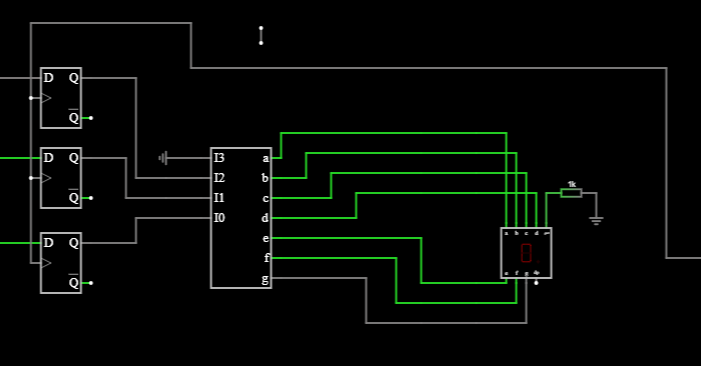 D Q
Q
D Q
Q
D Q
Q
I3 a
I2 b
I1 c
I0 d
e
f
g
1k
a b c d
e f g dp